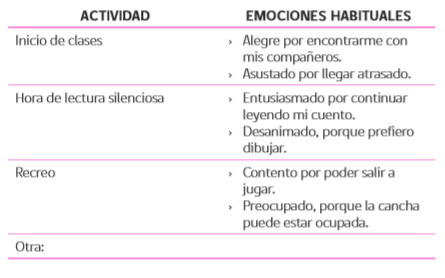 ACTIVIDAD EMOCIONES HABITUALES
Inicio de clases › Alegre por encontrarme con
mis compañeros.
› Asustado por llegar atrasado.
Hora de lectura silenciosa › Entusiasmado por continuar
leyendo mi cuento.
› Desanimado, porque prefiero
dibujar.
Recreo › Contento por poder salir a
jugar.
› Preocupado, porque la cancha
puede estar ocupada.
Otra: